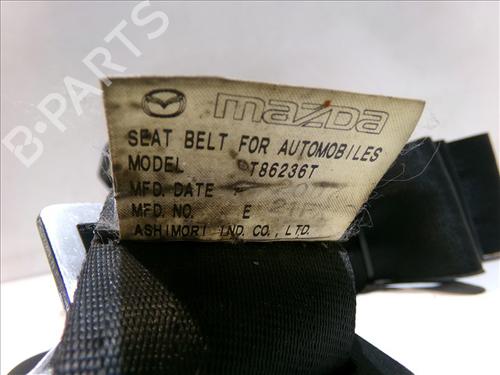 mazda
SEAT BELT FOR AUTOMOBILES
MODEL T86236T
MFD. DATE
MFD. NO. E
ASHIMORI IND. CO., LTD.
B-PARTS